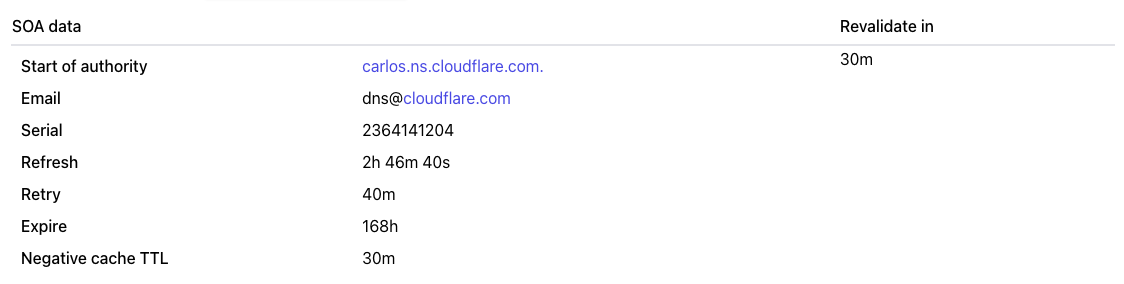 SOA data Revalidate in
Start of authority carlos.ns.cloudflare.com. 30m
Email dns@cloudflare.com
Serial 2364141204
Refresh 2h 46m 40s
Retry 40m
Expire 168h
Negative cache TTL 30m